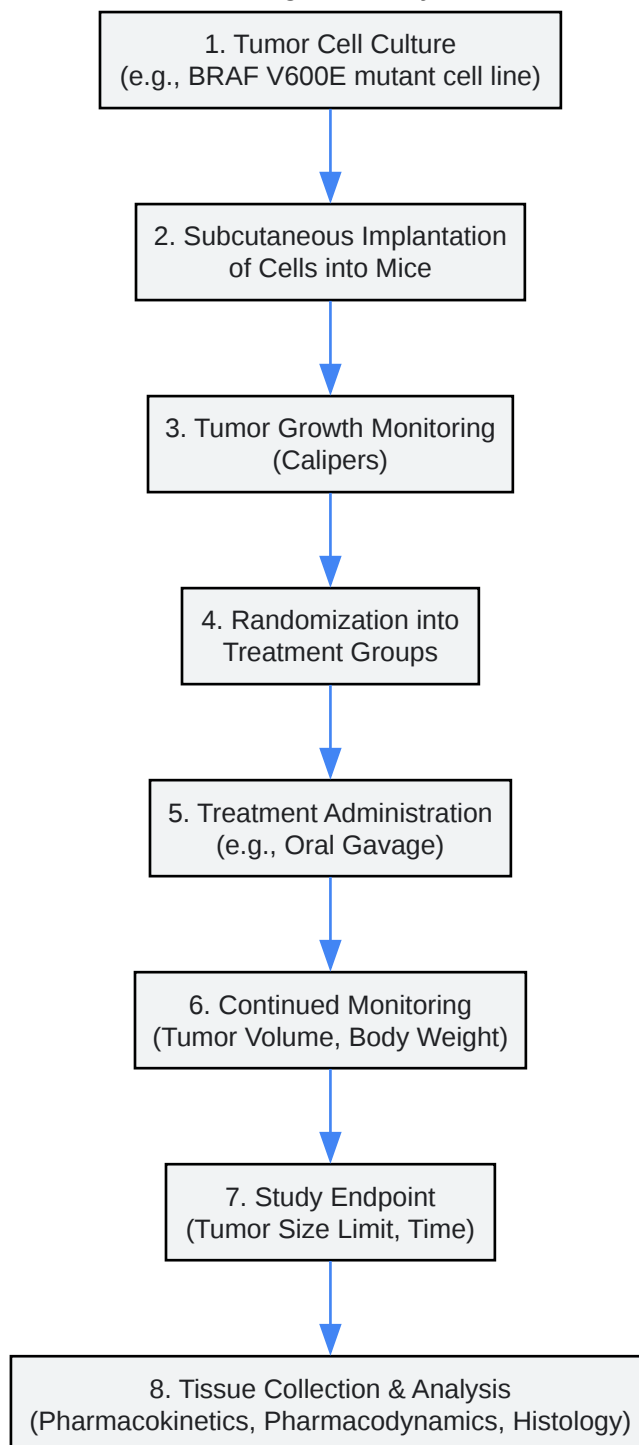 1. Tumor Cell Culture
(e.g., BRAF V600E mutant cell line)
2. Subcutaneous Implantation
of Cells into Mice
3. Tumor Growth Monitoring
(Calipers)
4. Randomization into
Treatment Groups
5. Treatment Administration
(e.g., Oral Gavage)
6. Continued Monitoring
(Tumor Volume, Body Weight)
7. Study Endpoint
(Tumor Size Limit, Time)
8. Tissue Collection & Analysis
(Pharmacokinetics, Pharmacodynamics, Histology)